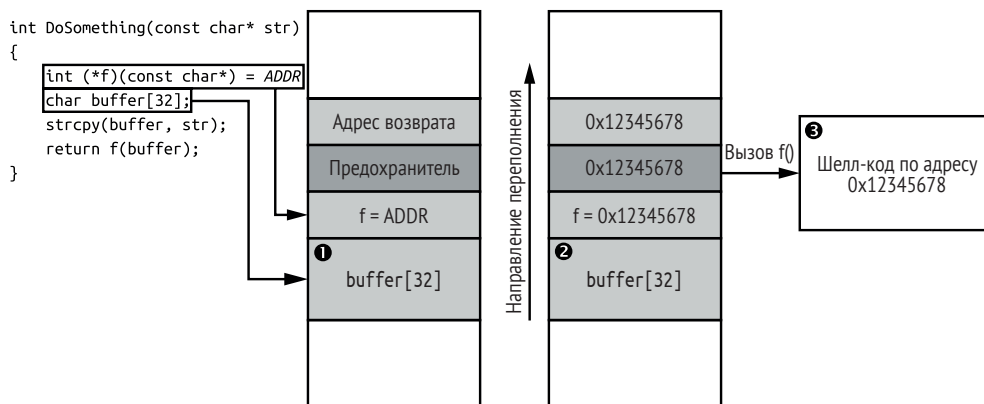 int DoSomething(const char* str)
{
int (*f)(const char*) = ADDR
char buffer[32];
strcpy(buffer, str);
return f(buffer);
}
Адрес возврата
Предохранитель
f = ADDR
❶
buffer[32]
Направление переполнения
0x12345678
0x12345678
f = 0x12345678
❷
buffer[32]
Вызов f()
❸
Шелл-код по адресу
0x12345678